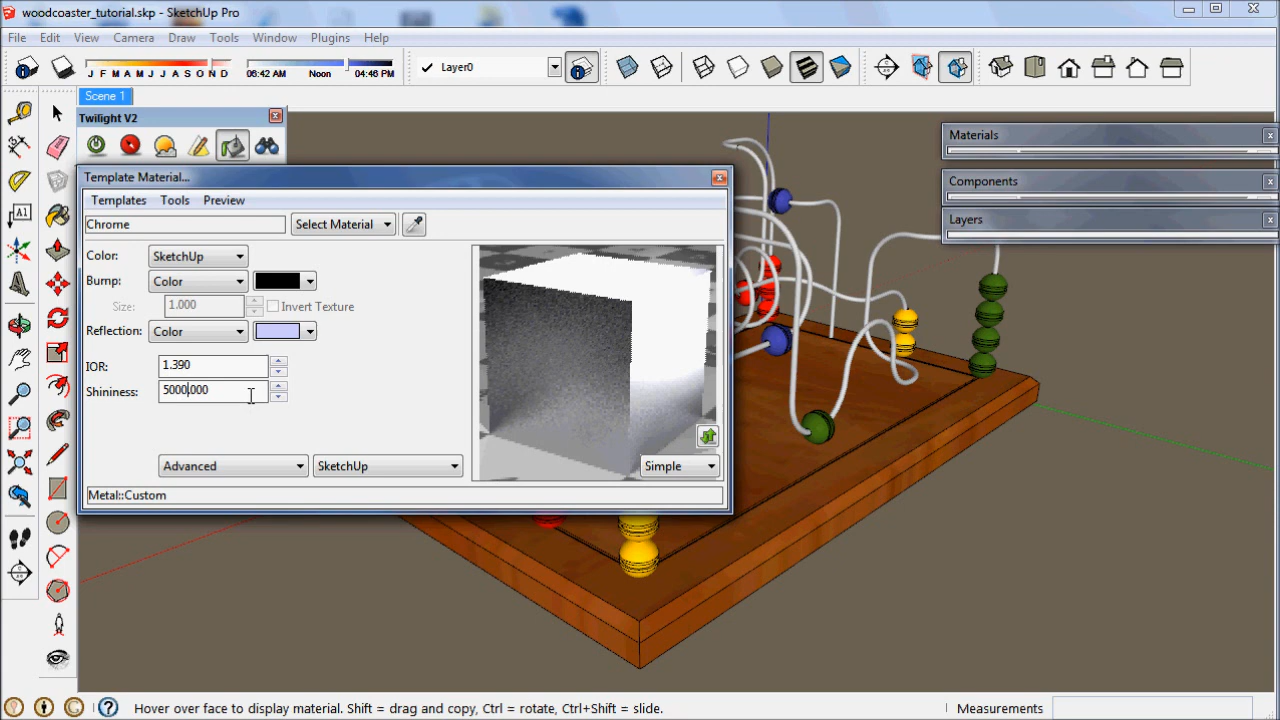 woodcoaster_tutorial.skp - SketchUp Pro
File Edit View Camera Draw Tools Window Plugins Help
J F M A M J J A S O N D 06:42 AM Noon 04:46 PM Layer0
Scene 1
Twilight V2
Materials
Template Material...
Components
Templates Tools Preview
Layers
A1
Chrome Select Material
Color: SketchUp
Bump: Color
Size: 1.000 Invert Texture
Reflection: Color
IOR: 1.390
Shininess: 5000.000
Advanced SketchUp Simple
Metal::Custom
Hover over face to display material. Shift = drag and copy, Ctrl = rotate, Ctrl+Shift = slide. Measurements